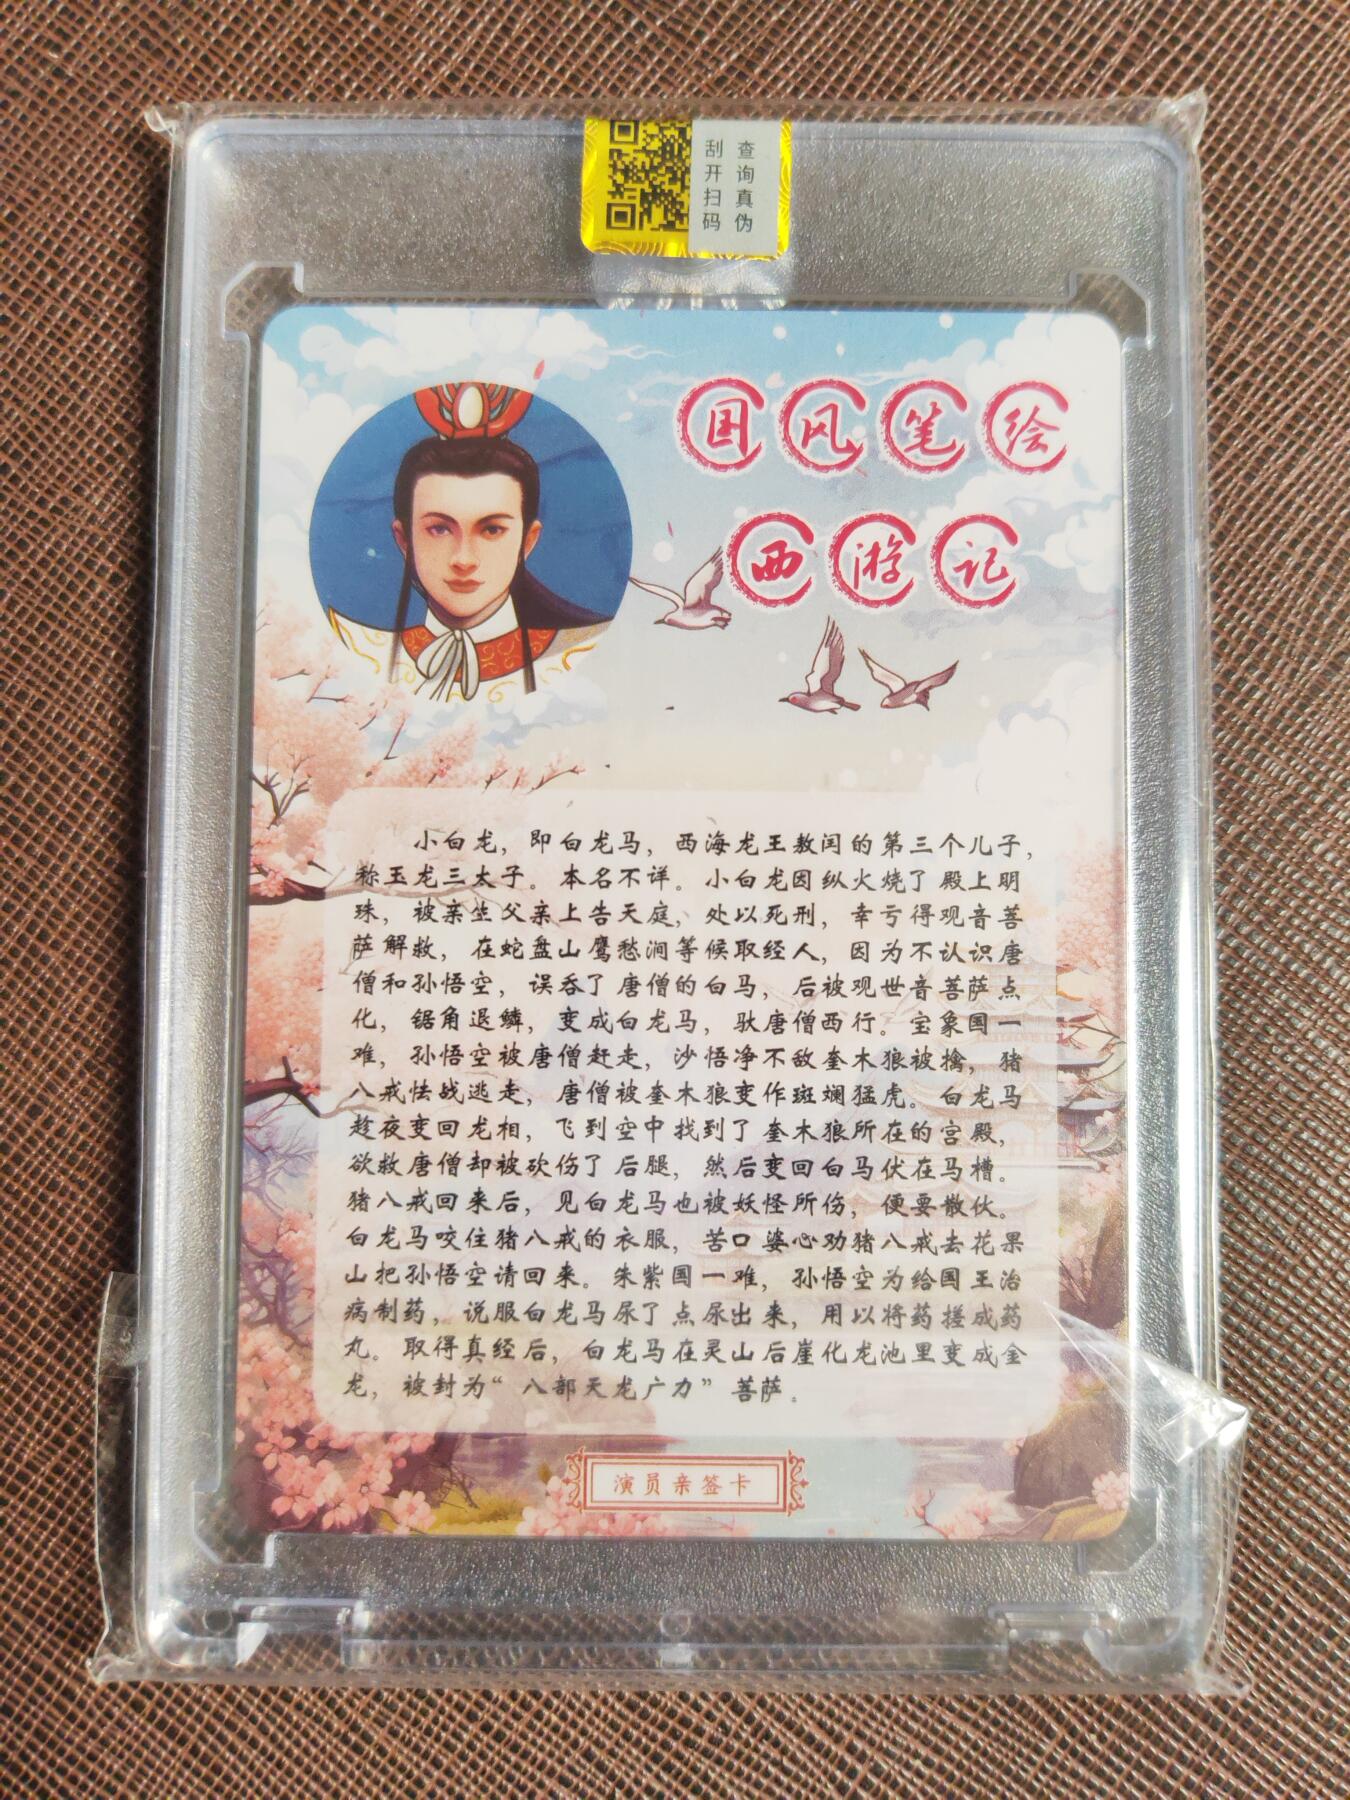 刮开扫码
查询真伪
国风笔绘
西游记
小白龙，即白龙马，西海龙王敖闰的第三个儿子，
称玉龙三太子。本名不详。小白龙因纵火烧了殿上明
珠，被亲生父亲上告天庭，处以死刑，幸亏得观音菩
萨解救，在蛇盘山鹰愁涧等候取经人，因为不认识唐
僧和孙悟空，误吞了唐僧的白马，后被观世音菩萨点
化，锯角退鳞，变成白龙马，驮唐僧西行。宝象国一
难，孙悟空被唐僧赶走，沙悟净不敌奎木狼被擒，猪
八戒怯战逃走，唐僧被奎木狼变作斑斓猛虎。白龙马
趁夜变回龙相，飞到空中找到了奎木狼所在的宫殿，
欲救唐僧却被砍伤了后腿，然后变回白马伏在马槽。
猪八戒回来后，见白龙马也被妖怪所伤，便要散伙。
白龙马咬住猪八戒的衣服，苦口婆心劝猪八戒去花果
山把孙悟空请回来。朱紫国一难，孙悟空为给国王治
病制药，说服白龙马尿了点尿出来，用以将药搓成药
丸。取得真经后，白龙马在灵山后崖化龙池里变成金
龙，被封为“八部天龙广力”菩萨。
演员亲签卡